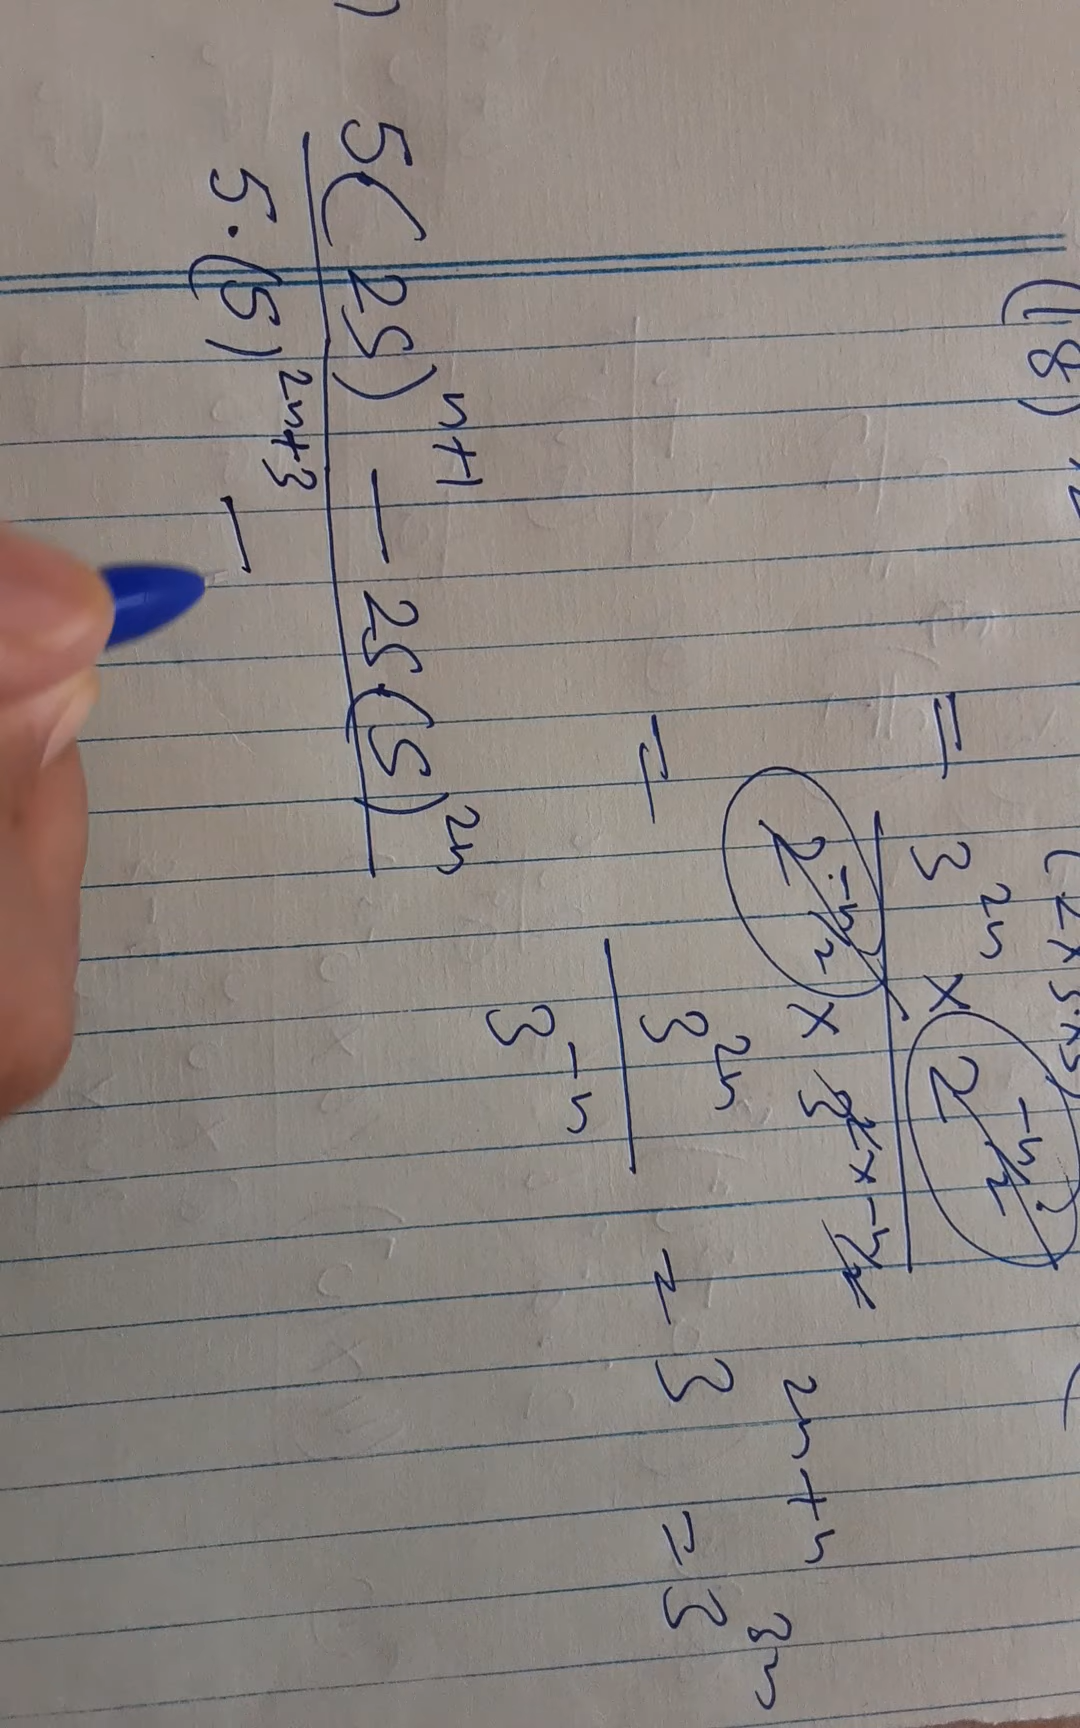 (18)
= 3^{2n} × 2^{-n/2} / 2^{-n/2} × 3^{2 × -n/2}
= 3^{2n} / 3^{-n} = 3^{2n+n} = 3^{3n}
5(25)^{n+1} - 25(5)^{2n} / 5·(5)^{2n+3} -